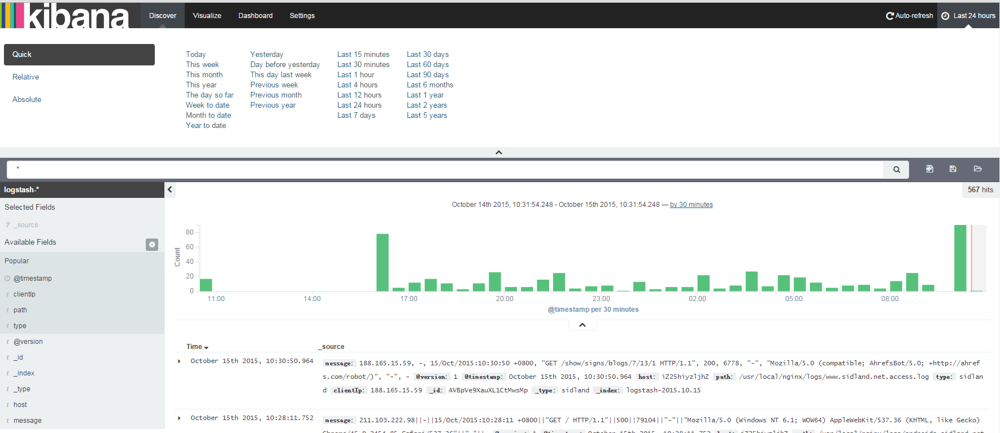 kibana Discover Visualize Dashboard Settings Auto-refresh Last 24 hours
Quick
Relative
Absolute
Today Yesterday Last 15 minutes Last 30 days
This week Day before yesterday Last 30 minutes Last 60 days
This month This day last week Last 1 hour Last 90 days
This year Previous week Last 4 hours Last 6 months
The day so far Previous month Last 12 hours Last 1 year
Week to date Previous year Last 24 hours Last 2 years
Month to date Last 7 days Last 5 years
Year to date
*
logstash-*
567 hits
Selected Fields
? _source
Available Fields
Popular
@timestamp
t clientIp
t path
t type
t @version
t _id
t _index
t _type
t host
t message
October 14th 2015, 10:31:54.248 - October 15th 2015, 10:31:54.248 — by 30 minutes
Count
80
60
40
20
0
11:00 14:00 17:00 20:00 23:00 02:00 05:00 08:00
@timestamp per 30 minutes
Time _source
October 15th 2015, 10:30:50.964 message: 188.165.15.59, -, 15/Oct/2015:10:30:50 +0800, "GET /show/signs/blogs/7/13/1 HTTP/1.1", 200, 6778, "-", "Mozilla/5.0 (compatible; AhrefsBot/5.0; +http://ahref
s.com/robot/)", "-", - @version: 1 @timestamp: October 15th 2015, 10:30:50.964 host: iZ25hiyzljhZ path: /usr/local/nginx/logs/www.sidland.net.access.log type: sidlan
d clientIp: 188.165.15.59 _id: AVBpVe9XauXL1CtMwsMp _type: sidland _index: logstash-2015.10.15
October 15th 2015, 10:28:11.752 message: 211.103.222.98||-||15/Oct/2015:10:28:11 +0800||"GET / HTTP/1.1"||500||79104||"-"||"Mozilla/5.0 (Windows NT 6.1; WOW64) AppleWebKit/537.36 (KHTML, like Gecko)